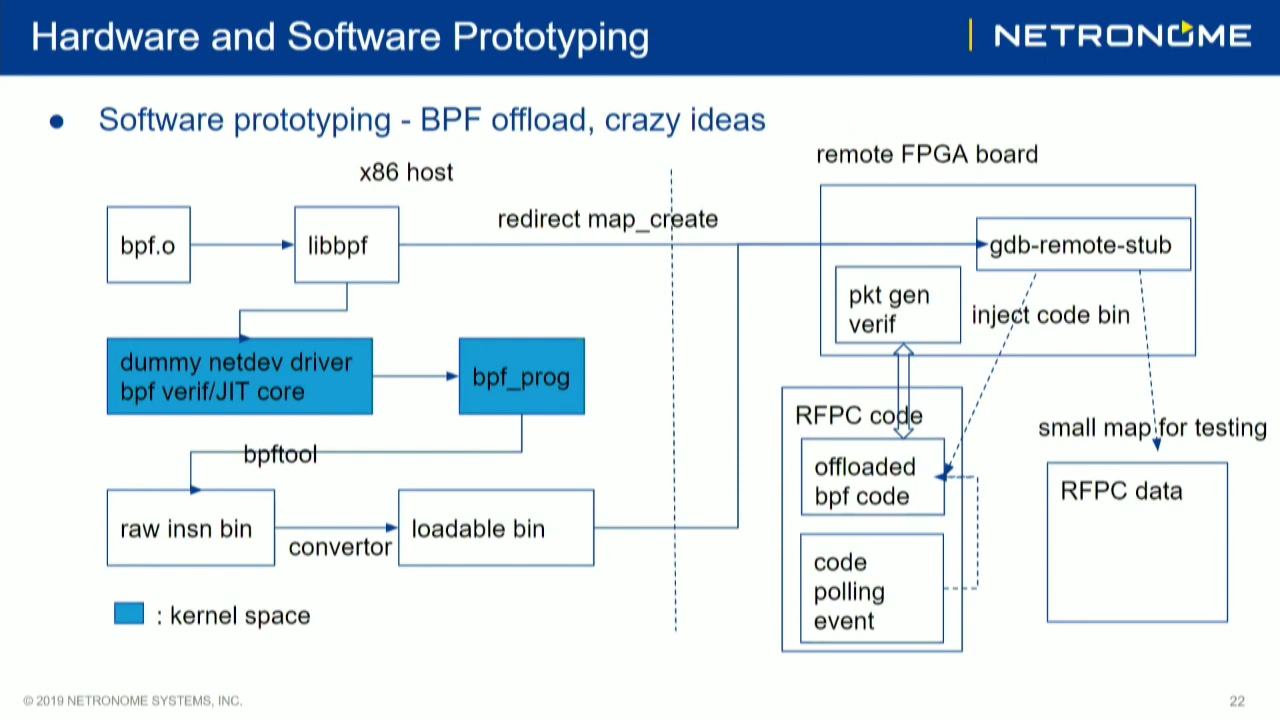 Hardware and Software Prototyping
NETRONOME
● Software prototyping - BPF offload, crazy ideas
x86 host
remote FPGA board
bpf.o
libbpf
redirect map_create
gdb-remote-stub
pkt gen
verif
inject code bin
dummy netdev driver
bpf verif/JIT core
bpf_prog
RFPC code
small map for testing
bpftool
offloaded
bpf code
RFPC data
raw insn bin
convertor
loadable bin
code
polling
event
: kernel space
© 2019 NETRONOME SYSTEMS, INC.
22